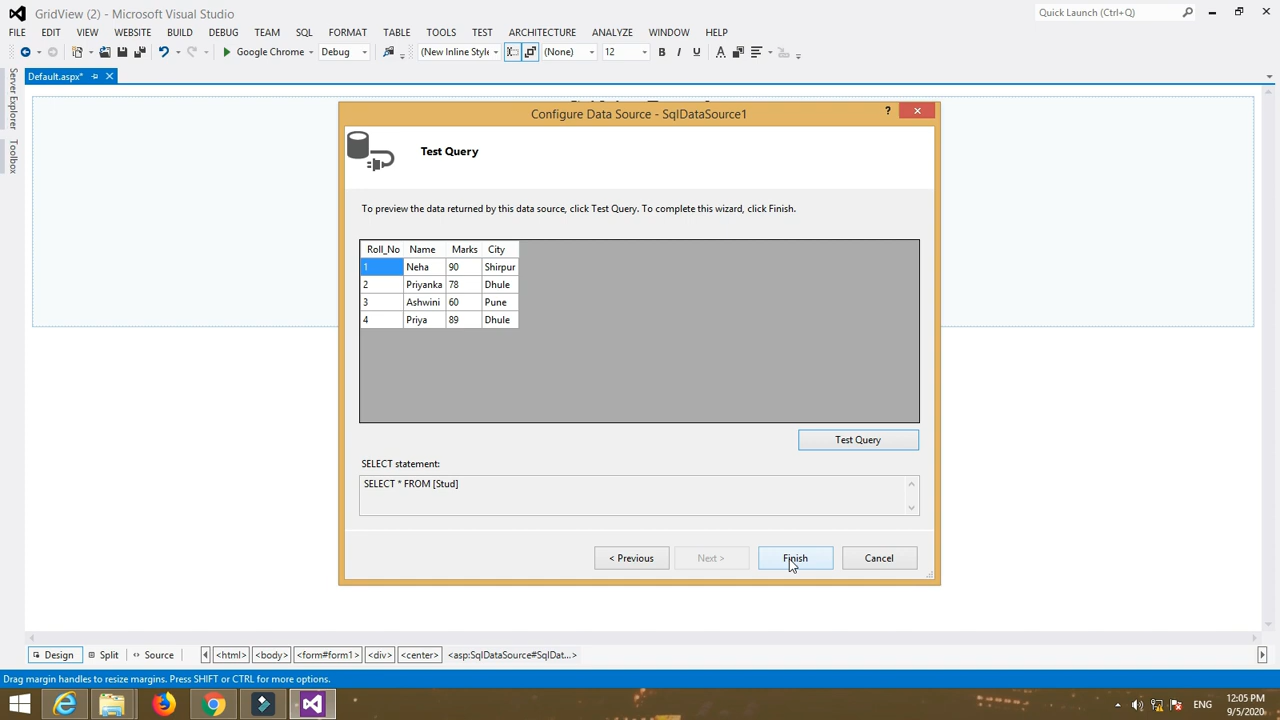 GridView (2) - Microsoft Visual Studio
Quick Launch (Ctrl+Q)
FILE EDIT VIEW WEBSITE BUILD DEBUG TEAM SQL FORMAT TABLE TOOLS TEST ARCHITECTURE ANALYZE WINDOW HELP
Google Chrome Debug (New Inline Style (None) 12 B I U A
Default.aspx*
Server Explorer
Toolbox
Configure Data Source - SqlDataSource1
?
Test Query
To preview the data returned by this data source, click Test Query. To complete this wizard, click Finish.
Roll_No Name Marks City
1 Neha 90 Shirpur
2 Priyanka 78 Dhule
3 Ashwini 60 Pune
4 Priya 89 Dhule
Test Query
SELECT statement:
SELECT * FROM [Stud]
< Previous Next > Finish Cancel
Design Split Source <html> <body> <form#form1> <div> <center> <asp:SqlDataSource#SqlDat...>
Drag margin handles to resize margins. Press SHIFT or CTRL for more options.
ENG
12:05 PM
9/5/2020